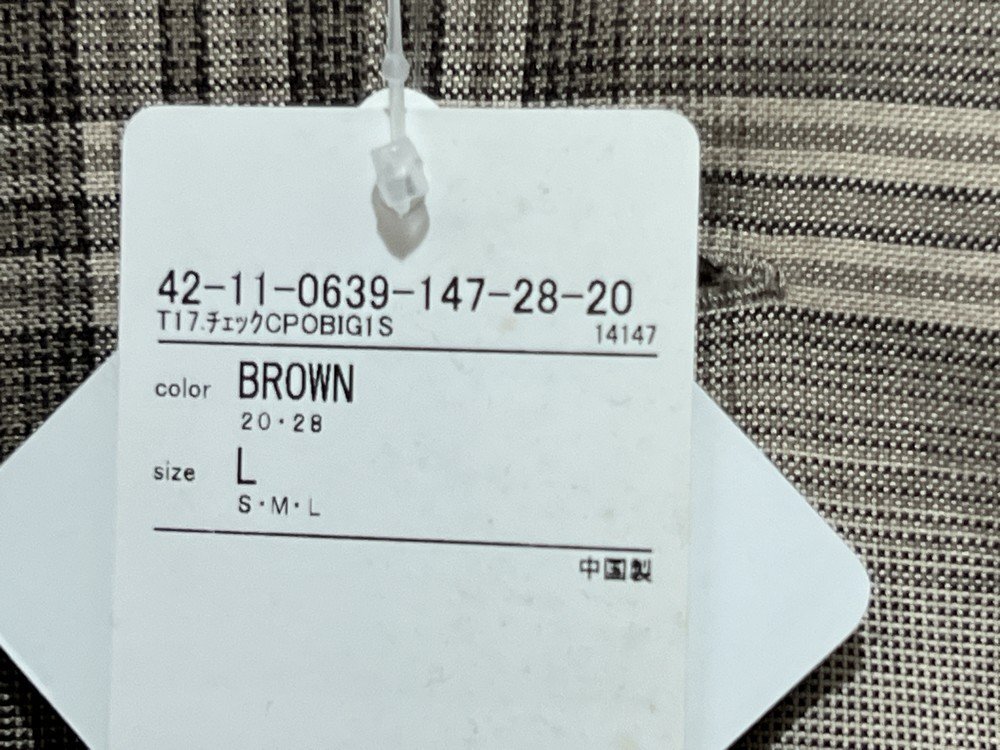 42-11-0639-147-28-20
T17.チェックCPOBIG1S 14147
color BROWN
20・28
size L
S・M・L
中国製